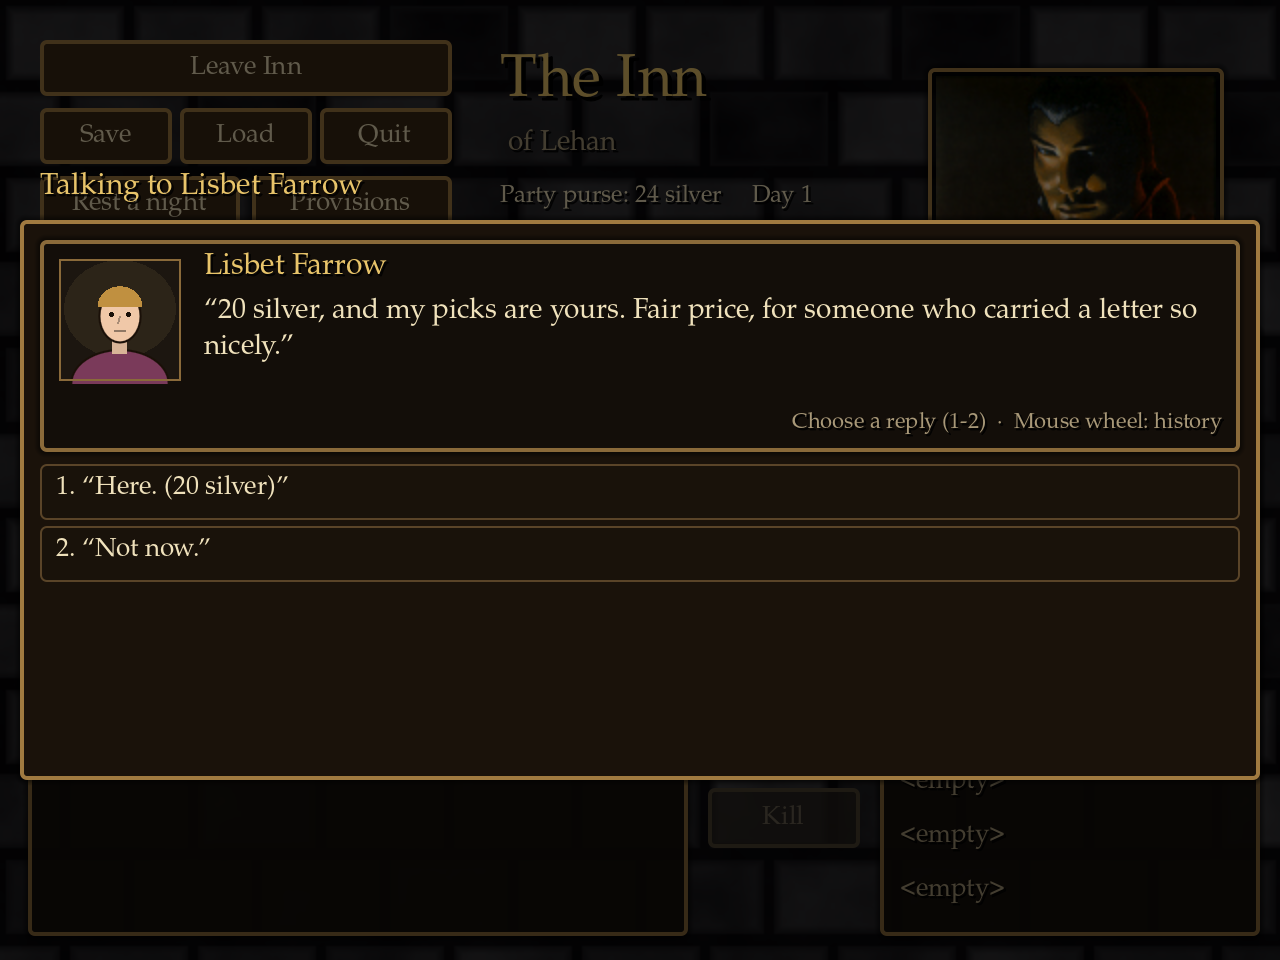 Leave Inn
The Inn
Save
Load
Quit
of Lehan
Talking to Lisbet Farrow
Rest a night
Provisions
Party purse: 24 silver
Day 1
Lisbet Farrow
“20 silver, and my picks are yours. Fair price, for someone who carried a letter so
nicely.”
Choose a reply (1-2) · Mouse wheel: history
1. “Here. (20 silver)”
2. “Not now.”
<empty>
Kill
<empty>
<empty>